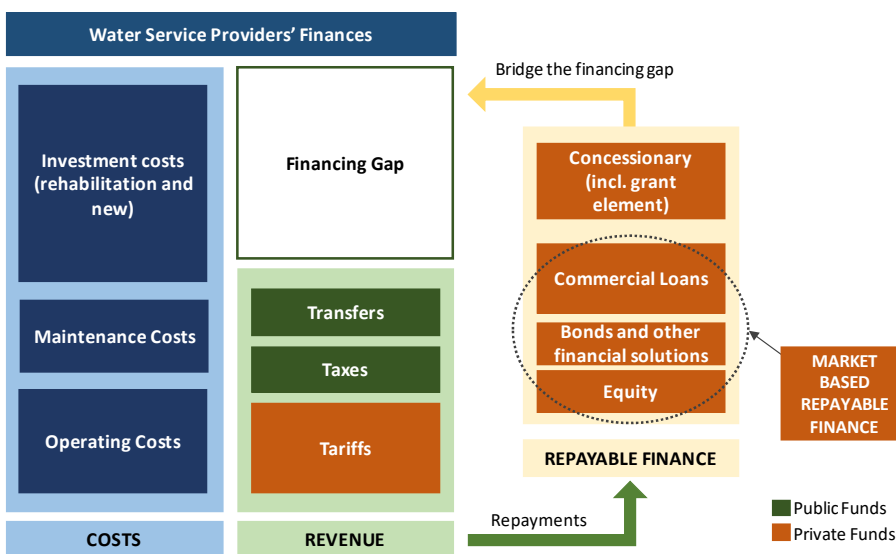 Water Service Providers' Finances
Investment costs
(rehabilitation and
new)
Maintenance Costs
Operating Costs
COSTS
Financing Gap
Transfers
Taxes
Tariffs
REVENUE
Bridge the financing gap
Concessionary
(incl. grant
element)
Commercial Loans
Bonds and other
financial solutions
Equity
REPAYABLE FINANCE
Repayments
MARKET
BASED
REPAYABLE
FINANCE
Public Funds
Private Funds